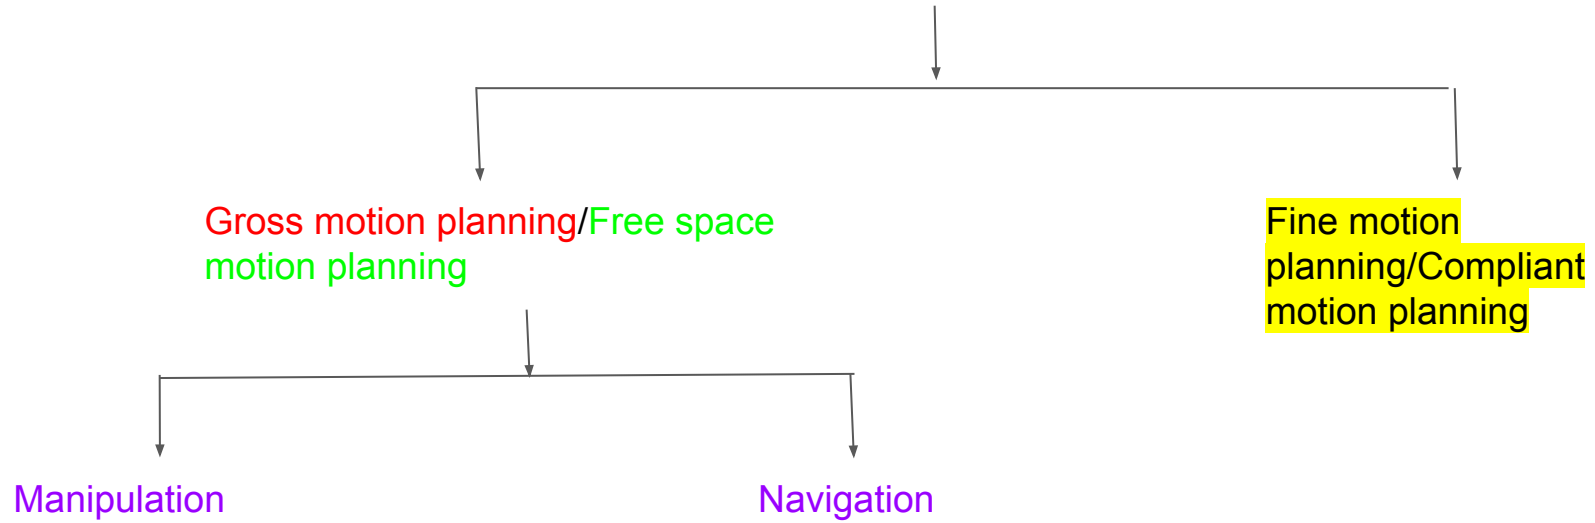 Gross motion planning/Free space
motion planning
Fine motion
planning/Compliant
motion planning
Manipulation
Navigation